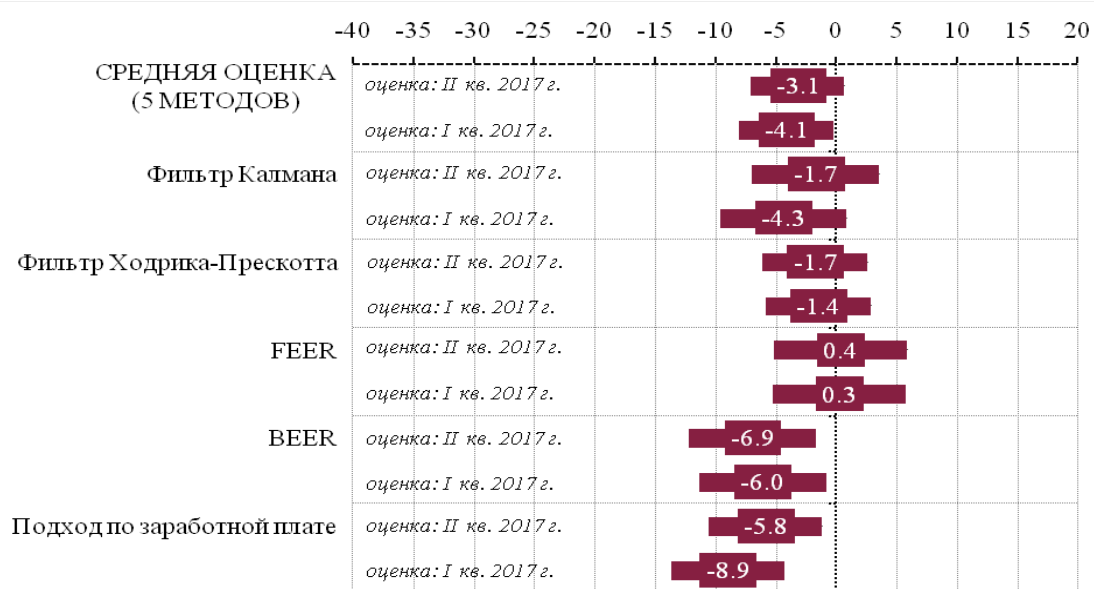 -40 -35 -30 -25 -20 -15 -10 -5 0 5 10 15 20
СРЕДНЯЯ ОЦЕНКА
(5 МЕТОДОВ)
оценка: II кв. 2017 г. -3.1
оценка: I кв. 2017 г. -4.1
Фильтр Калмана оценка: II кв. 2017 г. -1.7
оценка: I кв. 2017 г. -4.3
Фильтр Ходрика-Прескотта оценка: II кв. 2017 г. -1.7
оценка: I кв. 2017 г. -1.4
FEER оценка: II кв. 2017 г. 0.4
оценка: I кв. 2017 г. 0.3
BEER оценка: II кв. 2017 г. -6.9
оценка: I кв. 2017 г. -6.0
Подход по заработной плате оценка: II кв. 2017 г. -5.8
оценка: I кв. 2017 г. -8.9